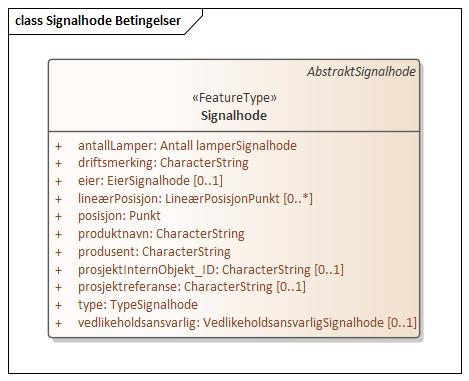 class Signalhode Betingelser
AbstraktSignalhode
«FeatureType»
Signalhode
+ antallLamper: Antall lamperSignalhode
+ driftsmerking: CharacterString
+ eier: EierSignalhode [0..1]
+ lineærPosisjon: LineærPosisjonPunkt [0..*]
+ posisjon: Punkt
+ produktnavn: CharacterString
+ produsent: CharacterString
+ prosjektInternObjekt_ID: CharacterString [0..1]
+ prosjektreferanse: CharacterString [0..1]
+ type: TypeSignalhode
+ vedlikeholdsansvarlig: VedlikeholdsansvarligSignalhode [0..1]